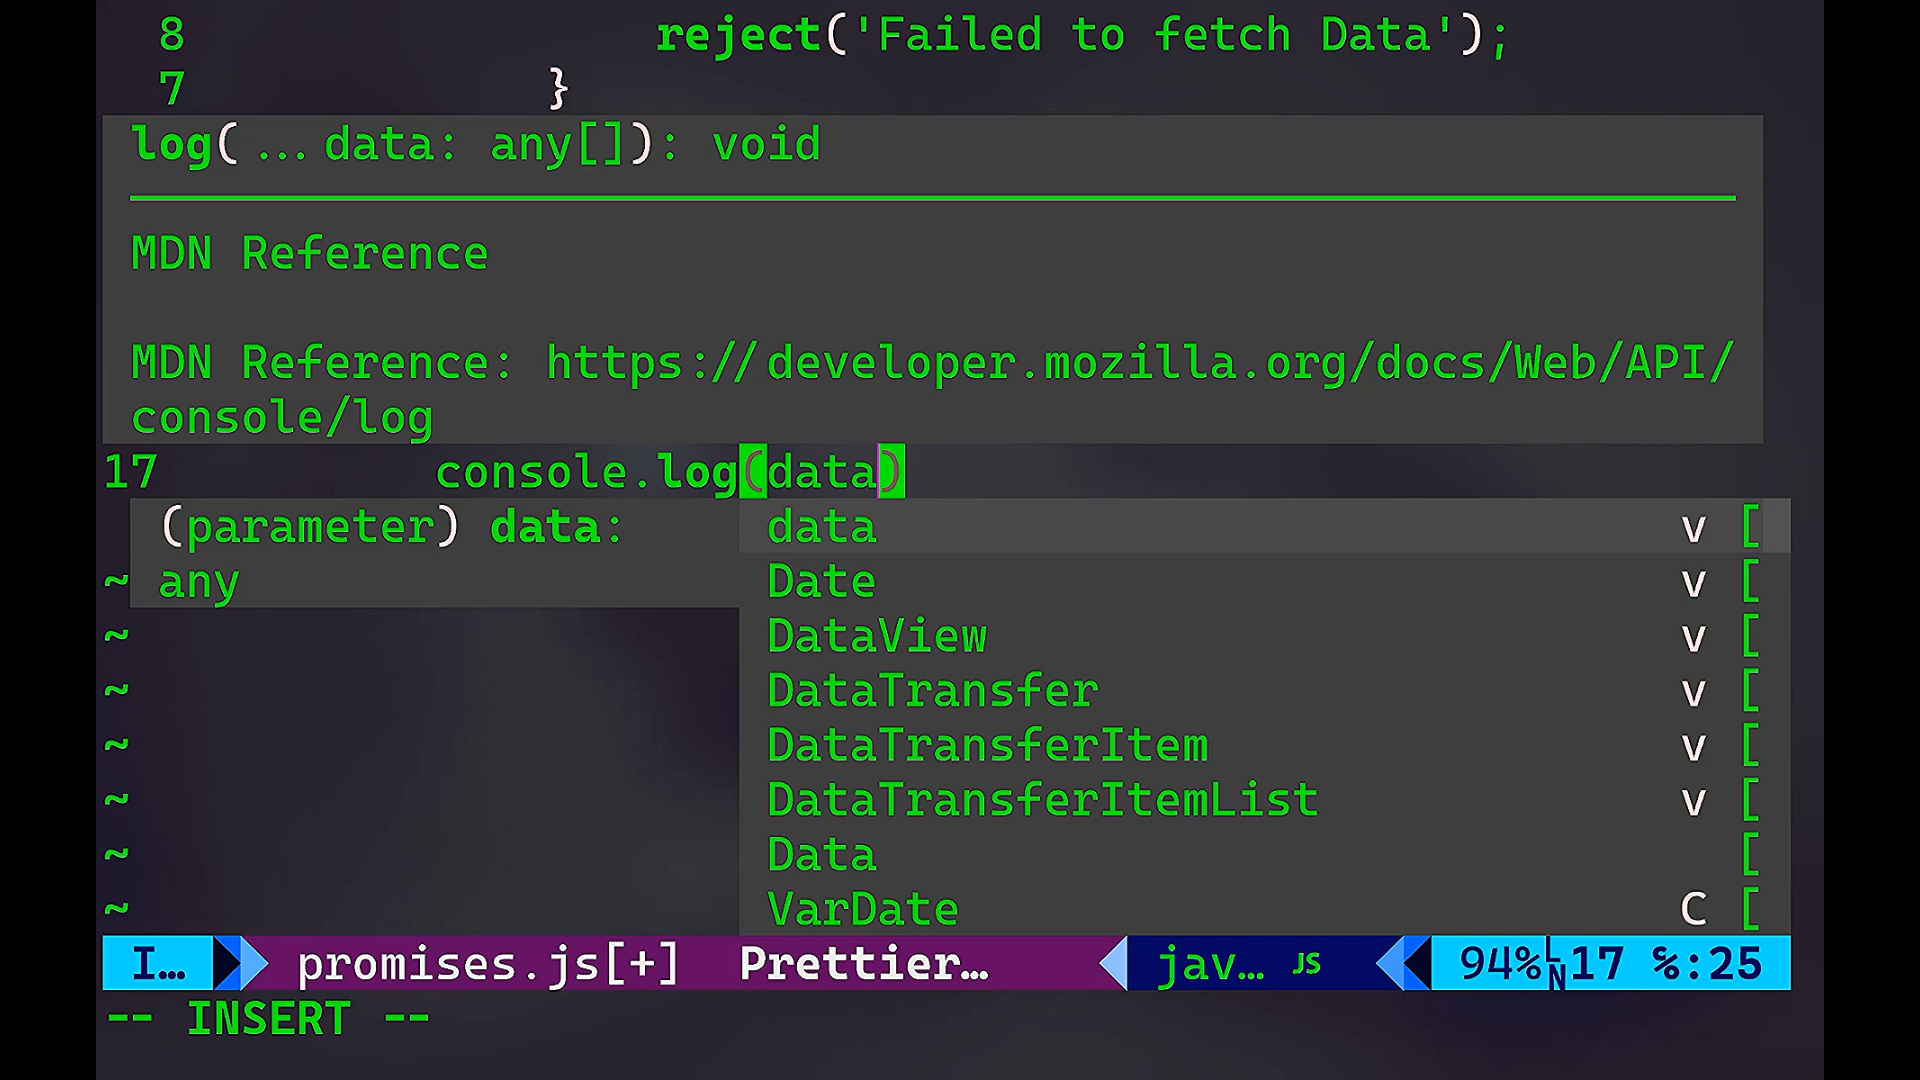 8 reject('Failed to fetch Data');
7 }
log(...data: any[]): void
MDN Reference
MDN Reference: https://developer.mozilla.org/docs/Web/API/
console/log
17 console.log(data)
(parameter) data: data v [
~ any Date v [
~ DataView v [
~ DataTransfer v [
~ DataTransferItem v [
~ DataTransferItemList v [
~ Data [
~ VarDate C [
I… promises.js[+] Prettier… jav… JS 94% LN 17 %:25
-- INSERT --